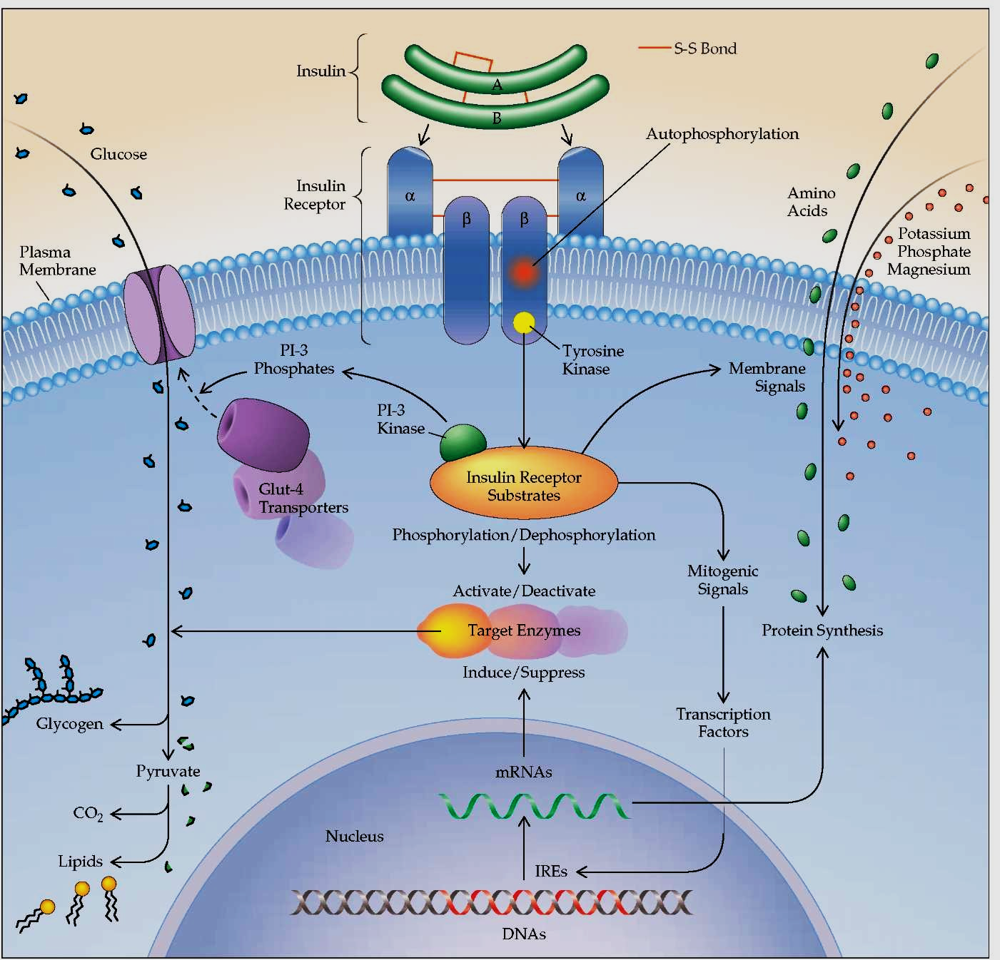 S-S Bond
Insulin
A
B
Autophosphorylation
Glucose
Insulin
Receptor
α
α
β
β
Amino
Acids
Potassium
Phosphate
Magnesium
Plasma
Membrane
PI-3
Phosphates
Tyrosine
Kinase
Membrane
Signals
PI-3
Kinase
Insulin Receptor
Substrates
Glut-4
Transporters
Phosphorylation/Dephosphorylation
Mitogenic
Signals
Activate/Deactivate
Target Enzymes
Protein Synthesis
Induce/Suppress
Glycogen
Transcription
Factors
Pyruvate
mRNAs
CO₂
Nucleus
Lipids
IREs
DNAs